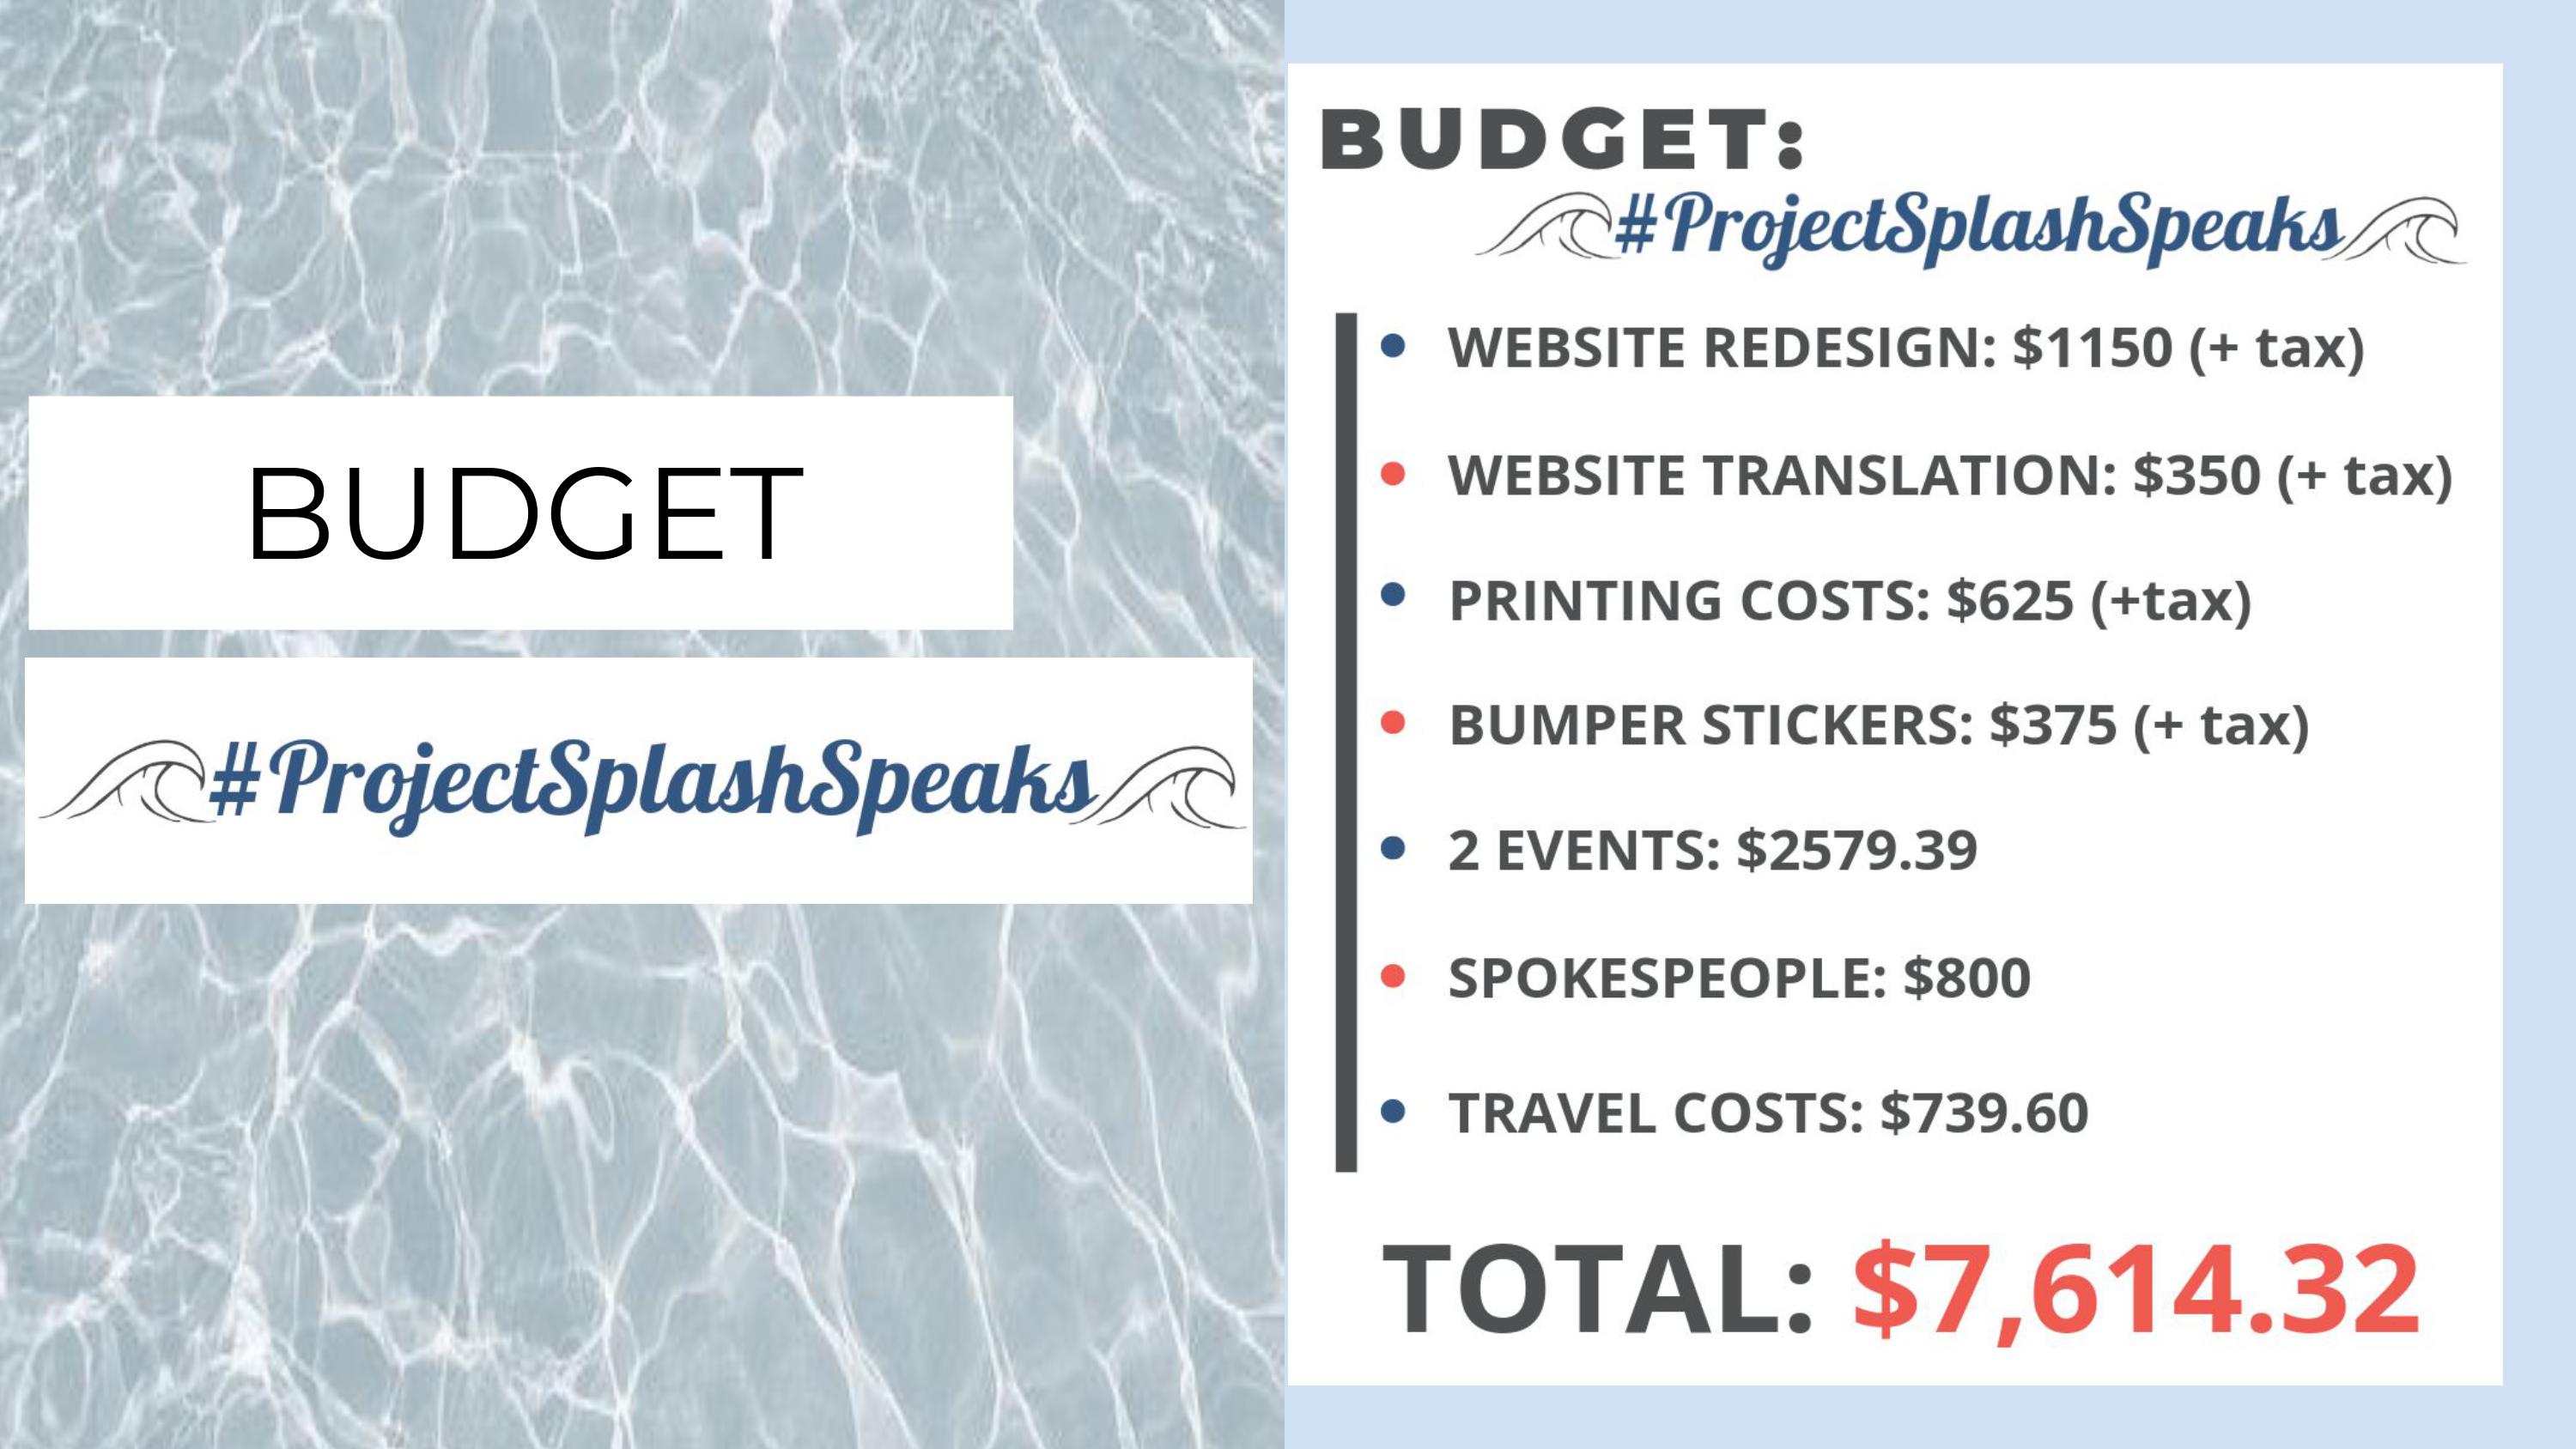 BUDGET
#ProjectSplashSpeaks
BUDGET:
#ProjectSplashSpeaks
WEBSITE REDESIGN: $1150 (+ tax)
WEBSITE TRANSLATION: $350 (+ tax)
PRINTING COSTS: $625 (+tax)
BUMPER STICKERS: $375 (+ tax)
2 EVENTS: $2579.39
SPOKESPEOPLE: $800
TRAVEL COSTS: $739.60
TOTAL: $7,614.32